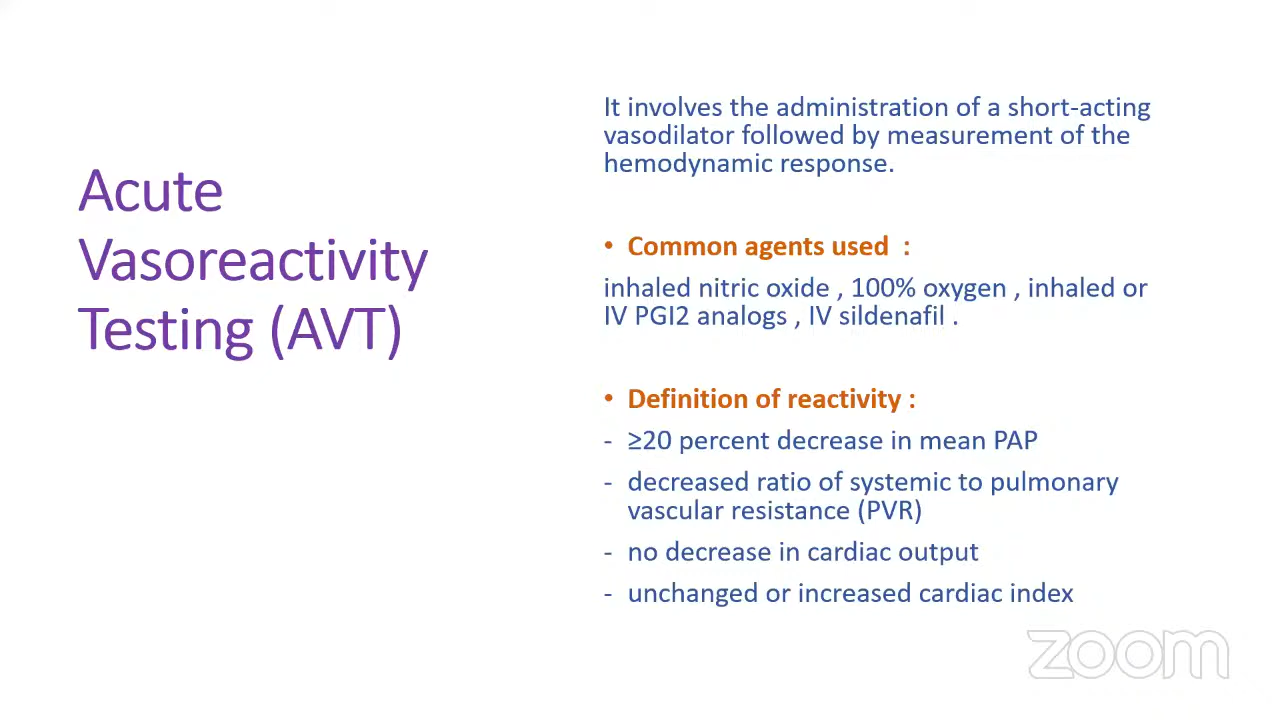 Acute
Vasoreactivity
Testing (AVT)
It involves the administration of a short-acting
vasodilator followed by measurement of the
hemodynamic response.
• Common agents used :
inhaled nitric oxide , 100% oxygen , inhaled or
IV PGI2 analogs , IV sildenafil .
• Definition of reactivity :
- ≥20 percent decrease in mean PAP
- decreased ratio of systemic to pulmonary
vascular resistance (PVR)
- no decrease in cardiac output
- unchanged or increased cardiac index
zoom